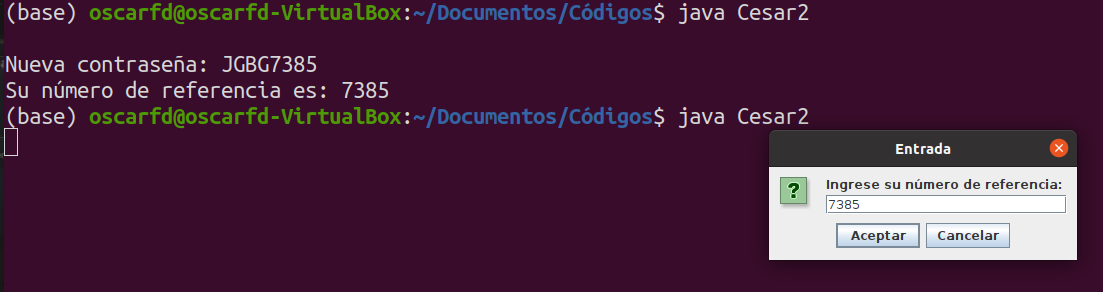 (base) oscarfd@oscarfd-VirtualBox:~/Documentos/Códigos$ java Cesar2
Nueva contraseña: JGBG7385
Su número de referencia es: 7385
(base) oscarfd@oscarfd-VirtualBox:~/Documentos/Códigos$ java Cesar2
Entrada
?
Ingrese su número de referencia:
7385
Aceptar Cancelar